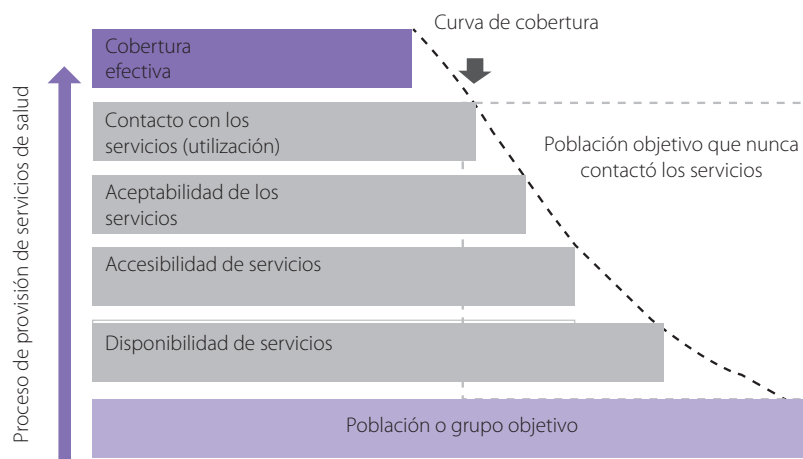 Curva de cobertura
Cobertura
efectiva
Contacto con los
servicios (utilización)
Población objetivo que nunca
contactó los servicios
Aceptabilidad de los
servicios
Accesibilidad de servicios
Disponibilidad de servicios
Población o grupo objetivo
Proceso de provisión de servicios de salud